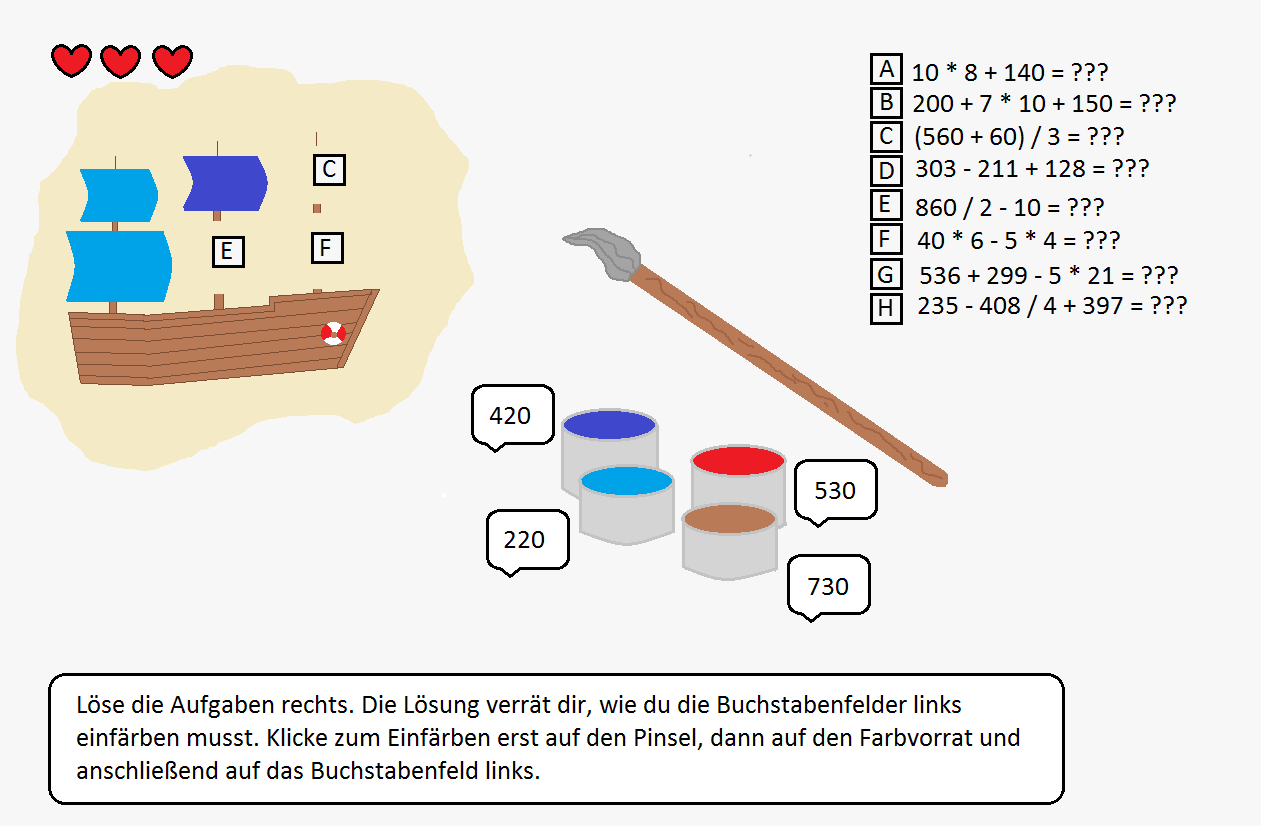 A 10 * 8 + 140 = ???
B 200 + 7 * 10 + 150 = ???
C (560 + 60) / 3 = ???
D 303 - 211 + 128 = ???
E 860 / 2 - 10 = ???
F 40 * 6 - 5 * 4 = ???
G 536 + 299 - 5 * 21 = ???
H 235 - 408 / 4 + 397 = ???
C
E
F
420
530
220
730
Löse die Aufgaben rechts. Die Lösung verrät dir, wie du die Buchstabenfelder links
einfärben musst. Klicke zum Einfärben erst auf den Pinsel, dann auf den Farbvorrat und
anschließend auf das Buchstabenfeld links.